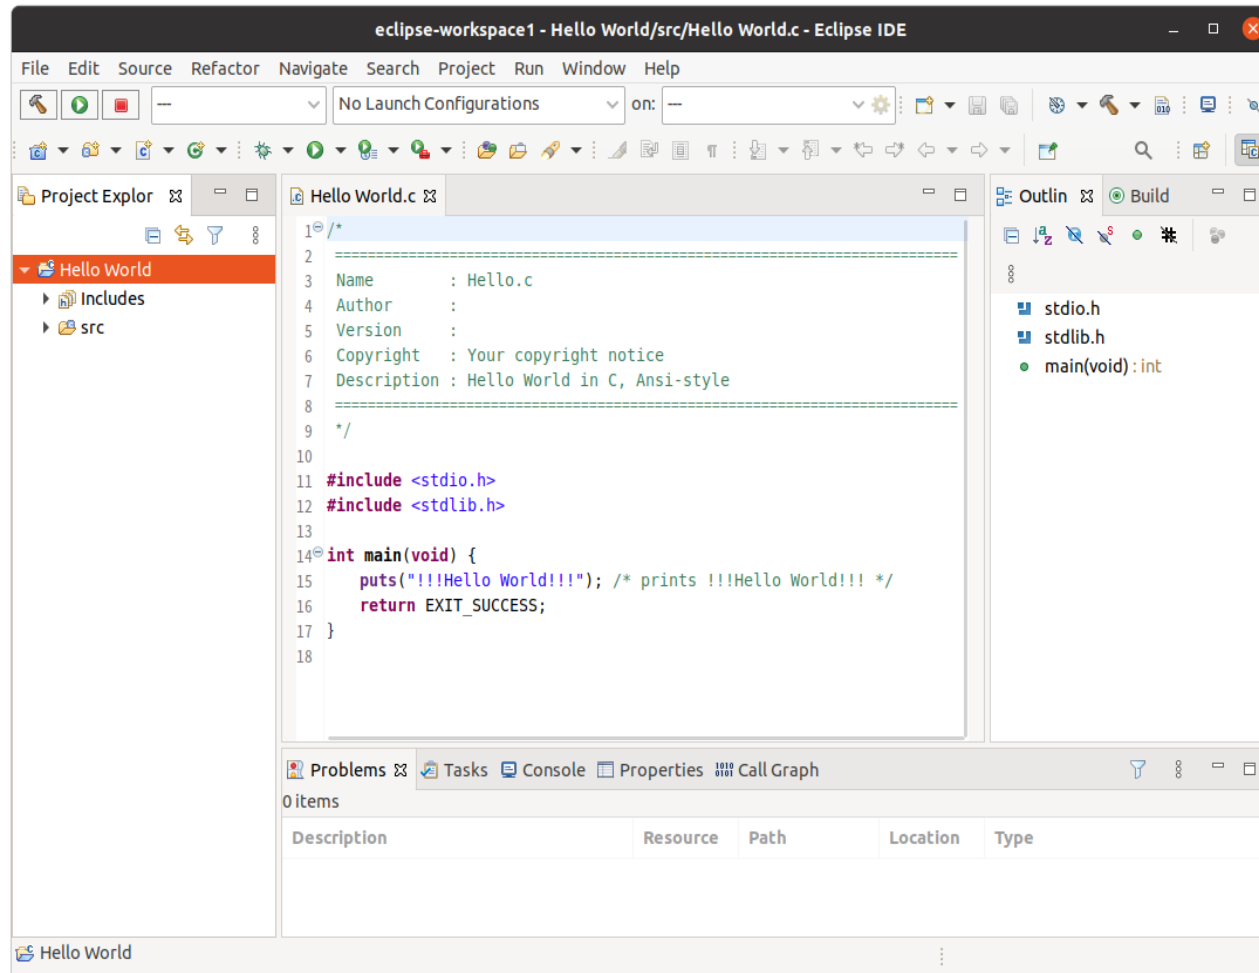 eclipse-workspace1 - Hello World/src/Hello World.c - Eclipse IDE
File Edit Source Refactor Navigate Search Project Run Window Help
--- No Launch Configurations on: ---
Project Explor
Hello World
Includes
src
Hello World.c
1 /*
2 ============================================================================
3 Name : Hello.c
4 Author :
5 Version :
6 Copyright : Your copyright notice
7 Description : Hello World in C, Ansi-style
8 ============================================================================
9 */
10
11 #include <stdio.h>
12 #include <stdlib.h>
13
14 int main(void) {
15 puts("!!!Hello World!!!"); /* prints !!!Hello World!!! */
16 return EXIT_SUCCESS;
17 }
18
Outlin Build
stdio.h
stdlib.h
main(void) : int
Problems Tasks Console Properties Call Graph
0 items
Description Resource Path Location Type
Hello World